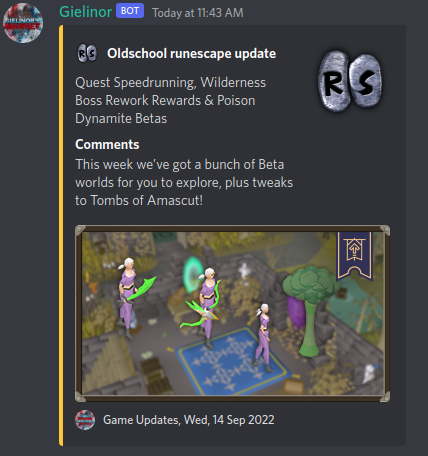 Gielinor BOT Today at 11:43 AM
Oldschool runescape update
RS
Quest Speedrunning, Wilderness
Boss Rework Rewards & Poison
Dynamite Betas
Comments
This week we've got a bunch of Beta
worlds for you to explore, plus tweaks
to Tombs of Amascut!
Game Updates, Wed, 14 Sep 2022